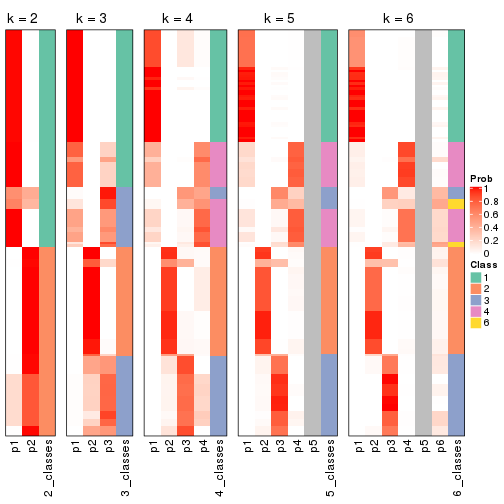 k = 2
k = 3
k = 4
k = 5
k = 6
Prob
1
0.8
0.6
0.4
0.2
0
Class
1
2
3
4
6
p1
p2
2_classes
p1
p2
p3
3_classes
p1
p2
p3
p4
4_classes
p1
p2
p3
p4
p5
5_classes
p1
p2
p3
p4
p5
p6
6_classes